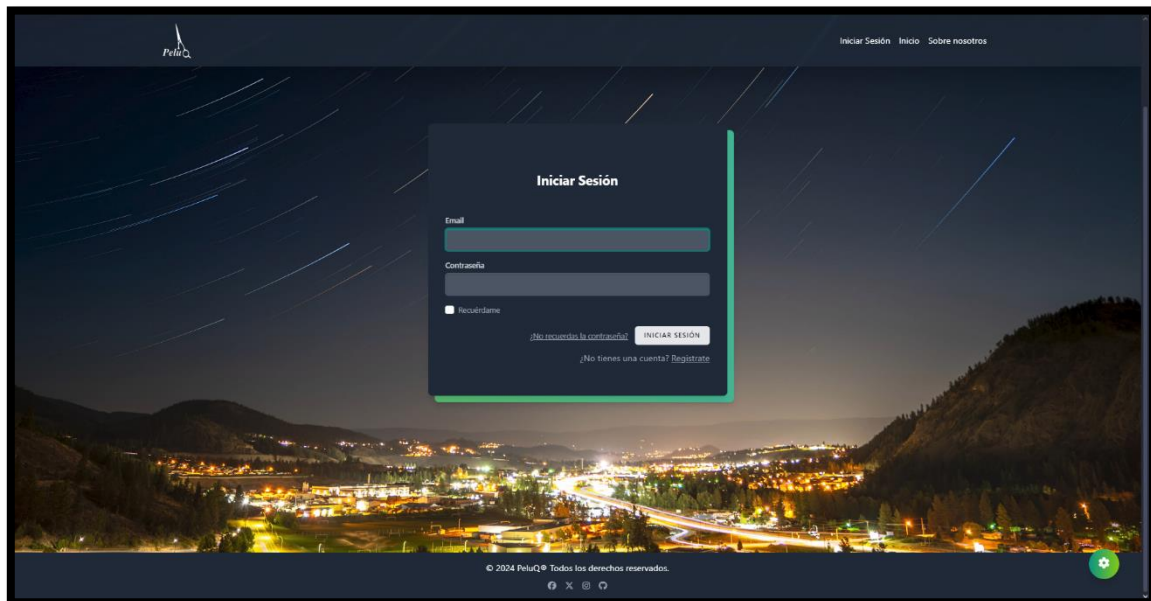 PeluQ
Iniciar Sesión Inicio Sobre nosotros
Iniciar Sesión
Email
Contraseña
Recuérdame
¿No recuerdas la contraseña? INICIAR SESIÓN
¿No tienes una cuenta? Registrate
© 2024 PeluQ® Todos los derechos reservados.